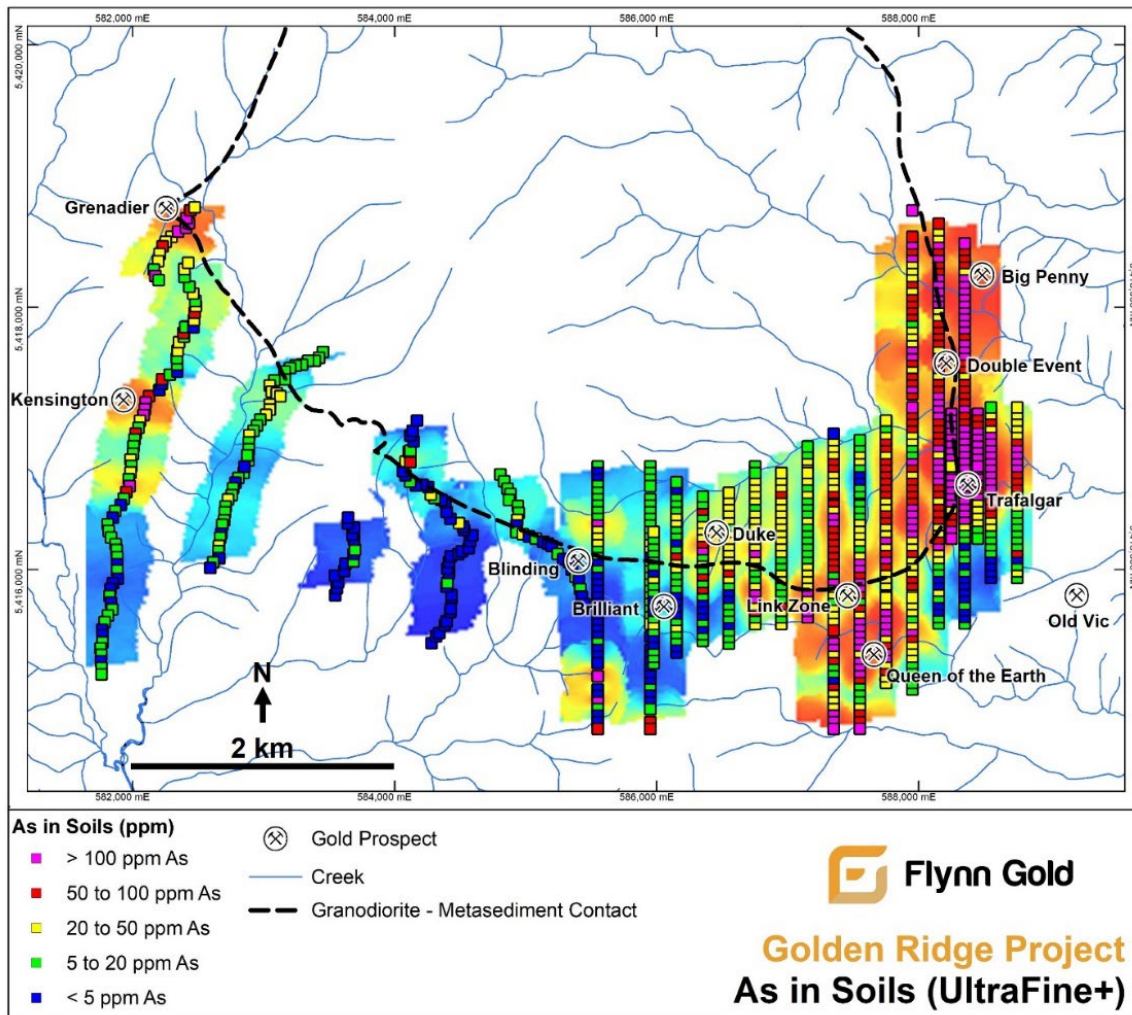 582,000 mE
584,000 mE
586,000 mE
588,000 mE
5,420,000 mN
Grenadier
Big Penny
5,418,000 mN
Double Event
Kensington
Trafalgar
Duke
Blinding
5,416,000 mN
Brilliant
Link Zone
Old Vic
Queen of the Earth
N
2 km
582,000 mE
584,000 mE
586,000 mE
588,000 mE
As in Soils (ppm)
> 100 ppm As
50 to 100 ppm As
20 to 50 ppm As
5 to 20 ppm As
< 5 ppm As
Gold Prospect
Creek
Granodiorite - Metasediment Contact
Flynn Gold
Golden Ridge Project
As in Soils (UltraFine+)